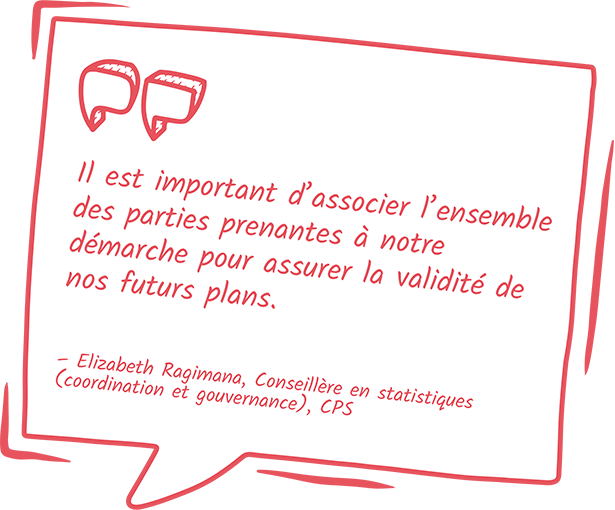 Il est important d'associer l'ensemble
des parties prenantes à notre
démarche pour assurer la validité de
nos futurs plans.
– Elizabeth Ragimana, Conseillère en statistiques
(coordination et gouvernance), CPS